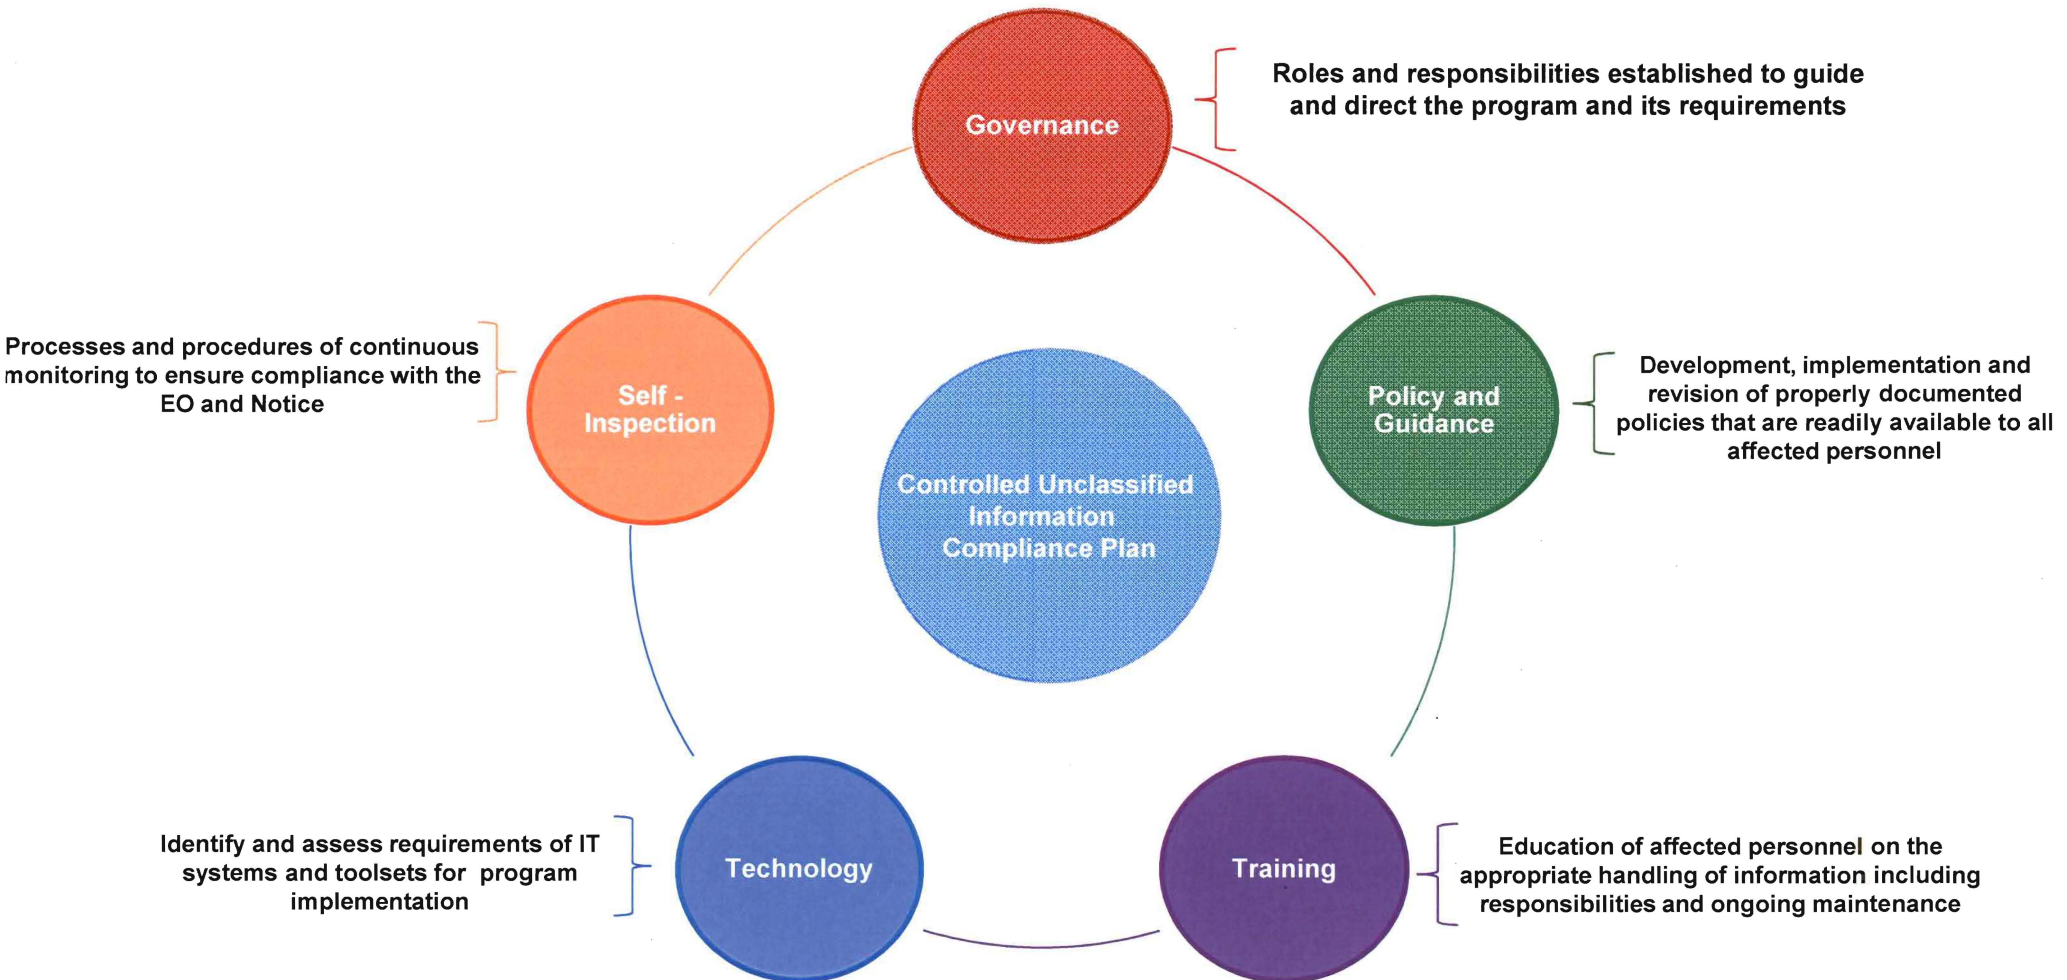 Governance
Roles and responsibilities established to guide
and direct the program and its requirements
Policy and
Guidance
Development, implementation and
revision of properly documented
policies that are readily available to all
affected personnel
Training
Education of affected personnel on the
appropriate handling of information including
responsibilities and ongoing maintenance
Technology
Identify and assess requirements of IT
systems and toolsets for program
implementation
Self -
Inspection
Processes and procedures of continuous
monitoring to ensure compliance with the
EO and Notice
Controlled Unclassified
Information
Compliance Plan